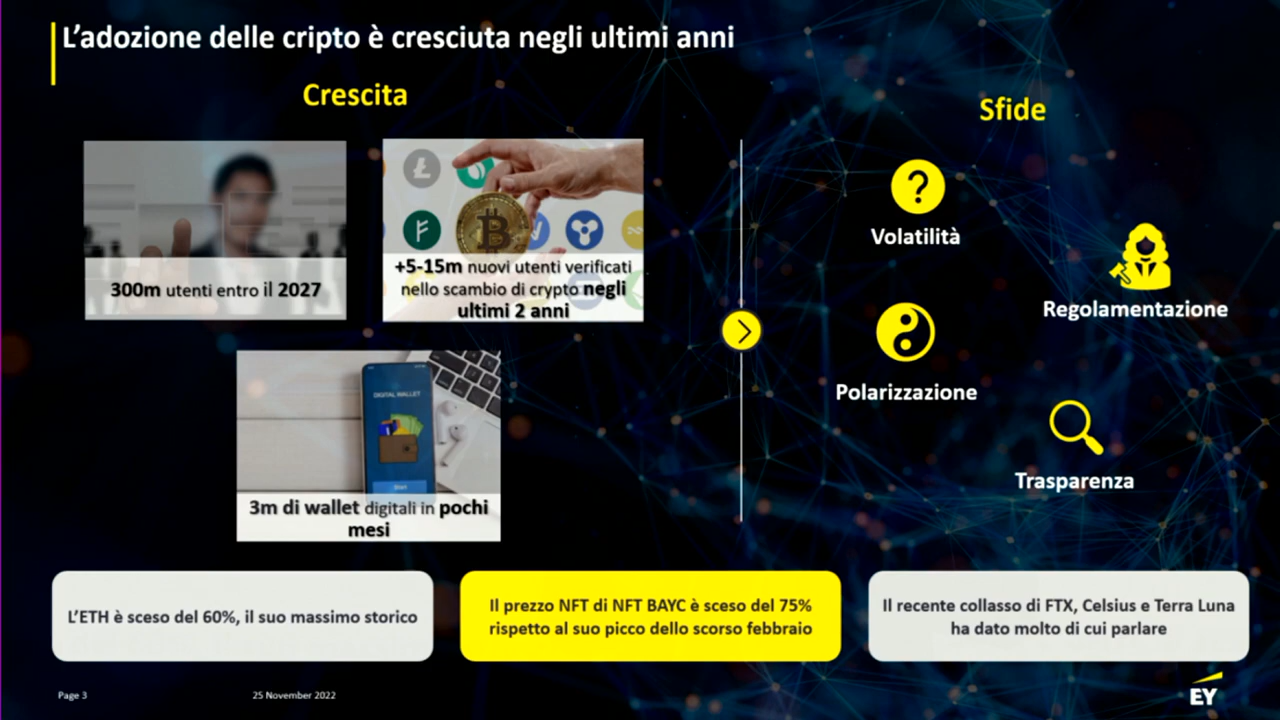 L'adozione delle cripto è cresciuta negli ultimi anni
Crescita
300m utenti entro il 2027
+5-15m nuovi utenti verificati
nello scambio di crypto negli
ultimi 2 anni
DIGITAL WALLET
Start
3m di wallet digitali in pochi
mesi
Sfide
Volatilità
Regolamentazione
Polarizzazione
Trasparenza
L'ETH è sceso del 60%, il suo massimo storico
Il prezzo NFT di NFT BAYC è sceso del 75%
rispetto al suo picco dello scorso febbraio
Il recente collasso di FTX, Celsius e Terra Luna
ha dato molto di cui parlare
Page 3
25 November 2022
EY